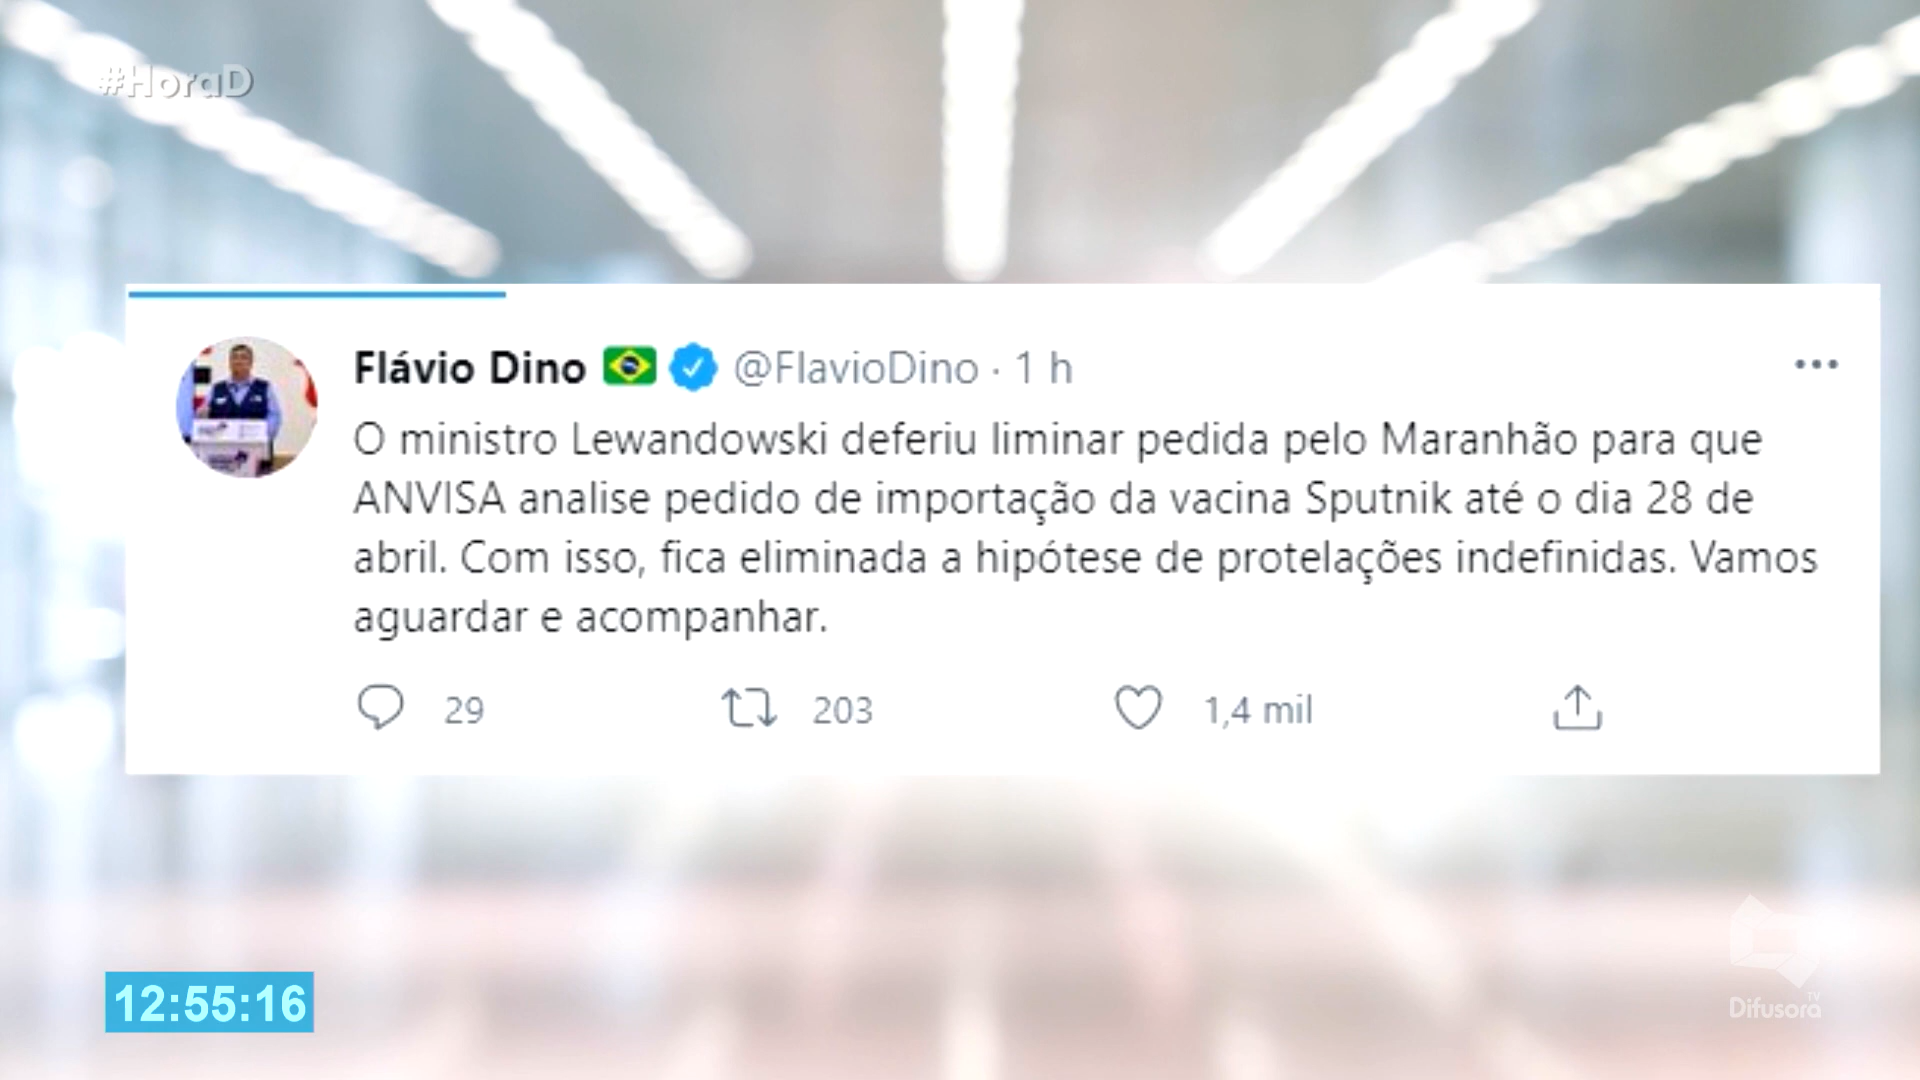 #HoraD
Flávio Dino @FlavioDino · 1 h
O ministro Lewandowski deferiu liminar pedida pelo Maranhão para que
ANVISA analise pedido de importação da vacina Sputnik até o dia 28 de
abril. Com isso, fica eliminada a hipótese de protelações indefinidas. Vamos
aguardar e acompanhar.
29 203 1,4 mil
12:55:16
TV
Difusora